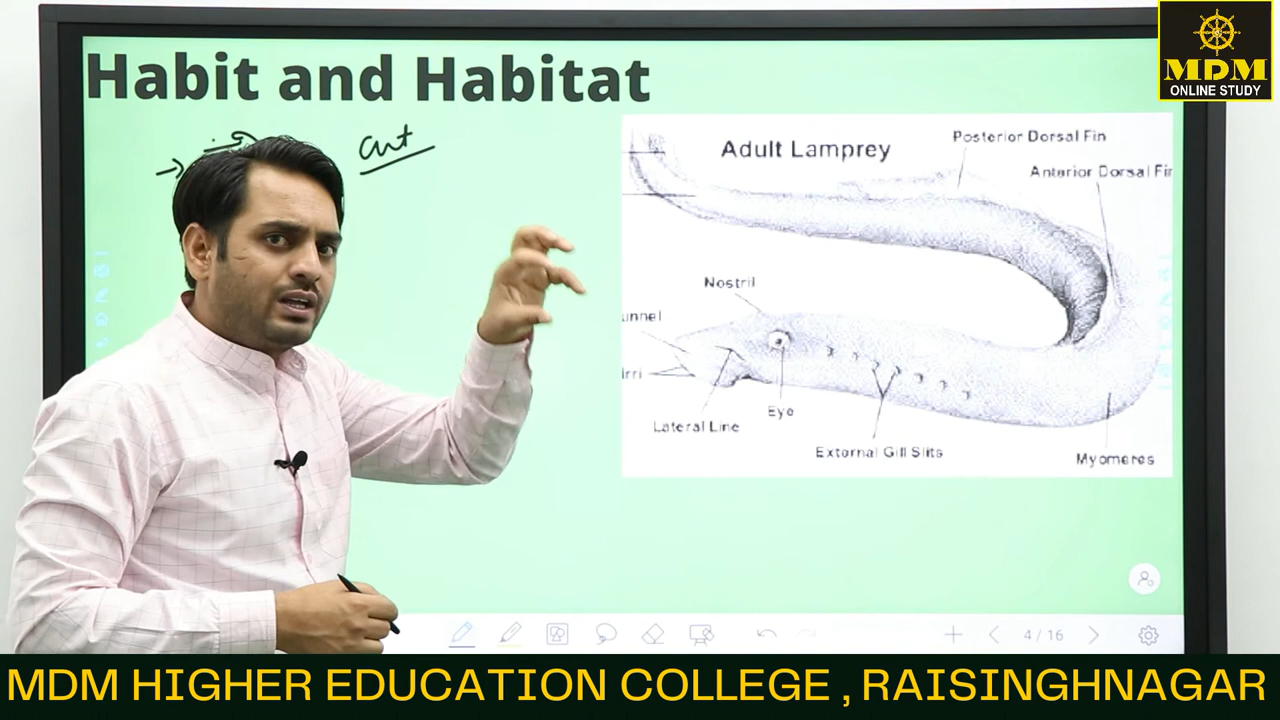 Habit and Habitat
MDM
ONLINE STUDY
cut
Adult Lamprey
Posterior Dorsal Fin
Anterior Dorsal Fin
Nostril
unnel
irri
Lateral Line
Eye
External Gill Slits
Myomeres
4 / 16
MDM HIGHER EDUCATION COLLEGE , RAISINGHNAGAR